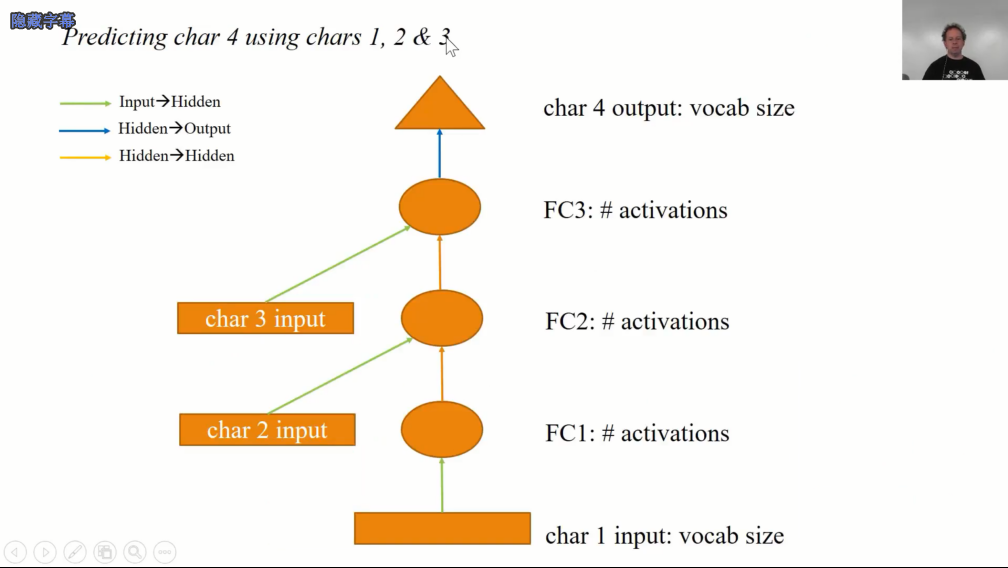 隐藏字幕
Predicting char 4 using chars 1, 2 & 3
Input→Hidden
Hidden→Output
Hidden→Hidden
char 4 output: vocab size
FC3: # activations
char 3 input
FC2: # activations
char 2 input
FC1: # activations
char 1 input: vocab size